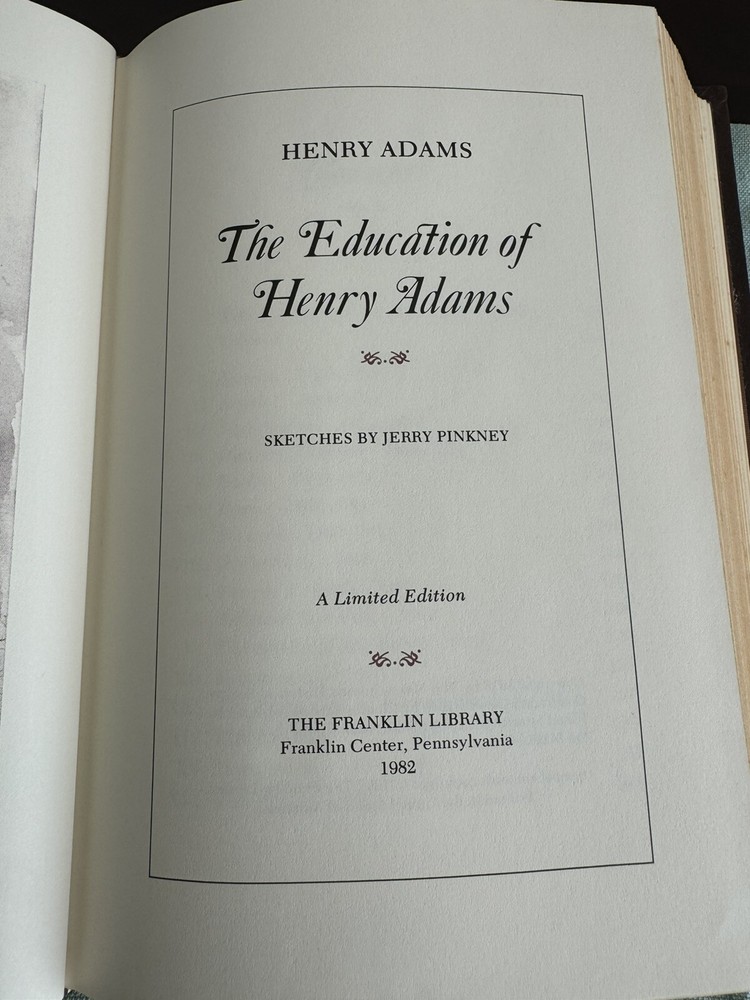 HENRY ADAMS
The Education of
Henry Adams
SKETCHES BY JERRY PINKNEY
A Limited Edition
THE FRANKLIN LIBRARY
Franklin Center, Pennsylvania
1982